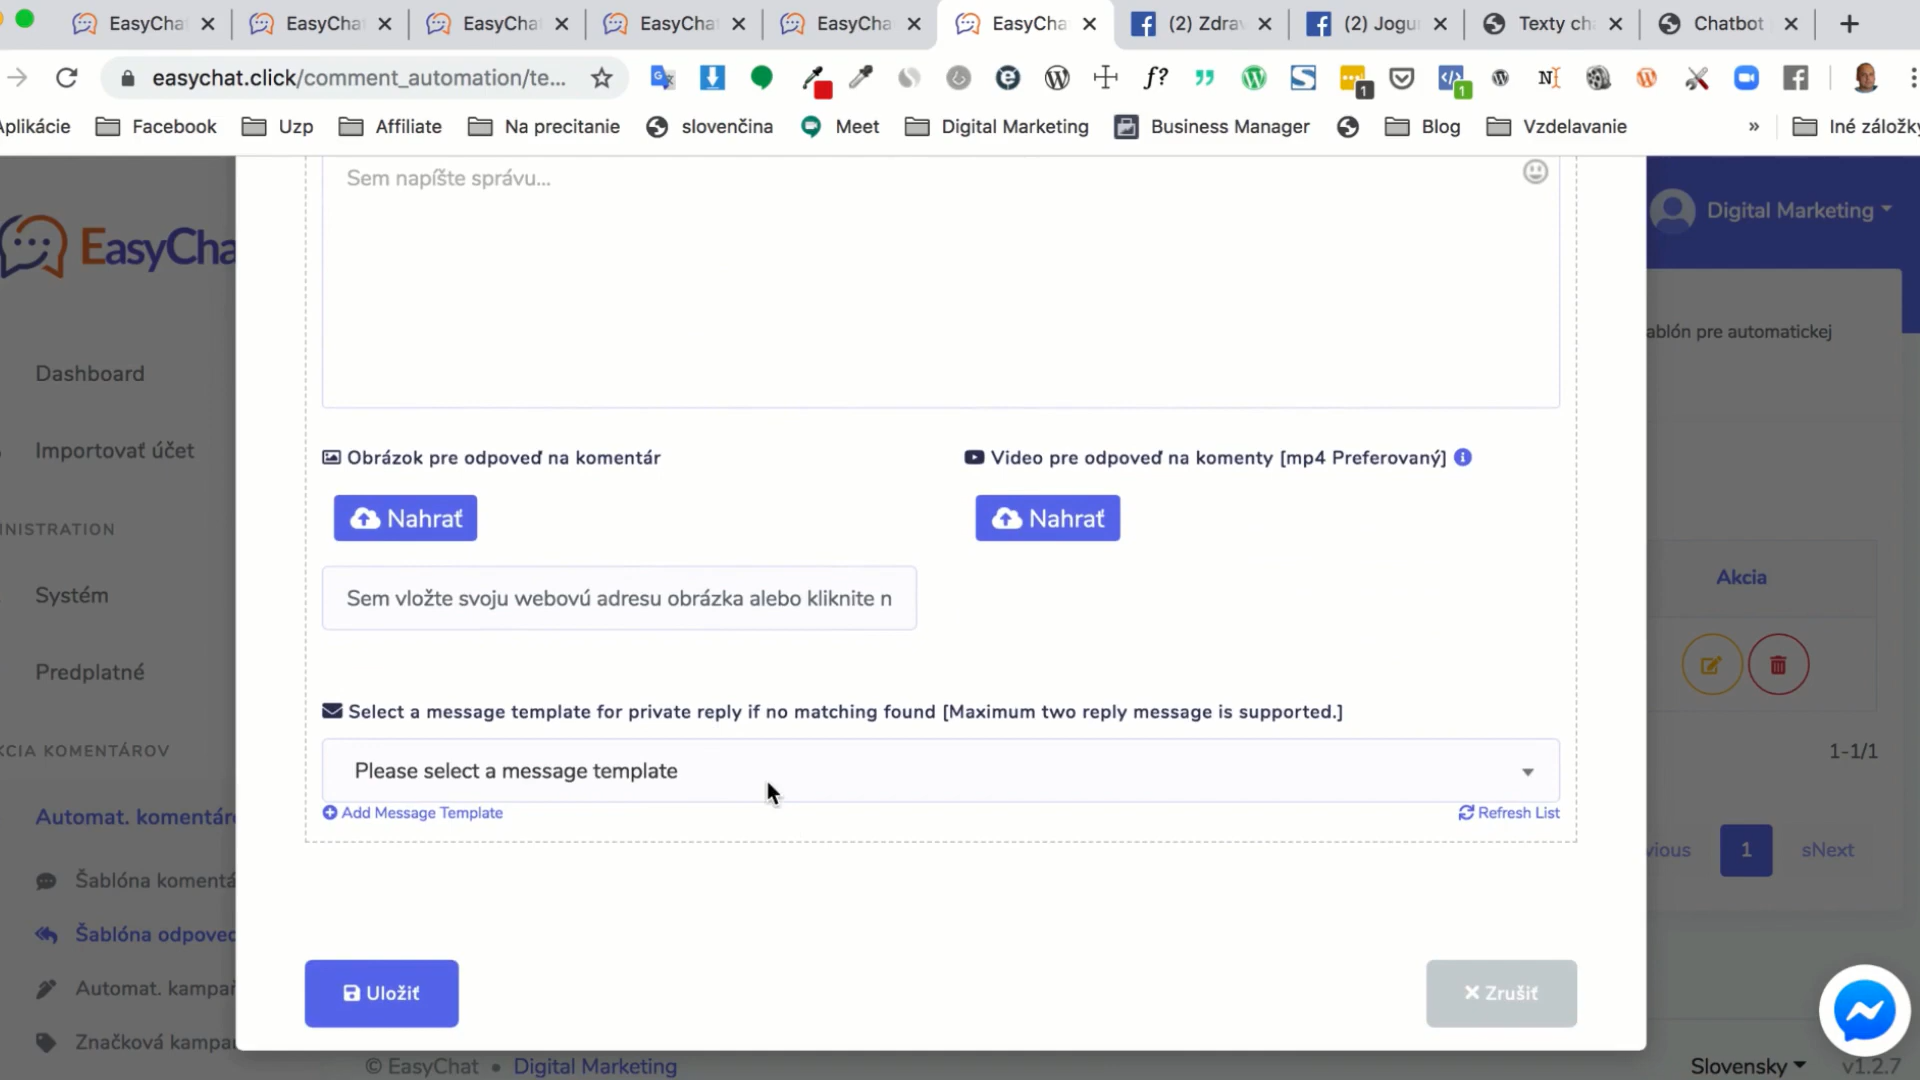 EasyCha
EasyCha
EasyCha
EasyCha
EasyCha
EasyCha
(2) Zdra
(2) Jogu
Texty ch
Chatbot
easychat.click/comment_automation/te...
plikácie
Facebook
Uzp
Affiliate
Na precitanie
slovenčina
Meet
Digital Marketing
Business Manager
Blog
Vzdelavanie
»
Iné záložky
Sem napíšte správu...
EasyCha
Digital Marketing
ablón pre automatickej
Dashboard
Importovať účet
INISTRATION
Systém
Predplatné
KCIA KOMENTÁROV
Automat. komentáro
Šablóna komentá
Šablóna odpoved
Automat. kampaň
Značková kampa
Obrázok pre odpoveď na komentár
Video pre odpoveď na komenty [mp4 Preferovaný]
Nahrať
Nahrať
Sem vložte svoju webovú adresu obrázka alebo kliknite n
Akcia
Select a message template for private reply if no matching found [Maximum two reply message is supported.]
1-1/1
Please select a message template
Add Message Template
Refresh List
vious
1
sNext
Uložiť
Zrušiť
© EasyChat • Digital Marketing
Slovensky
v1.2.7